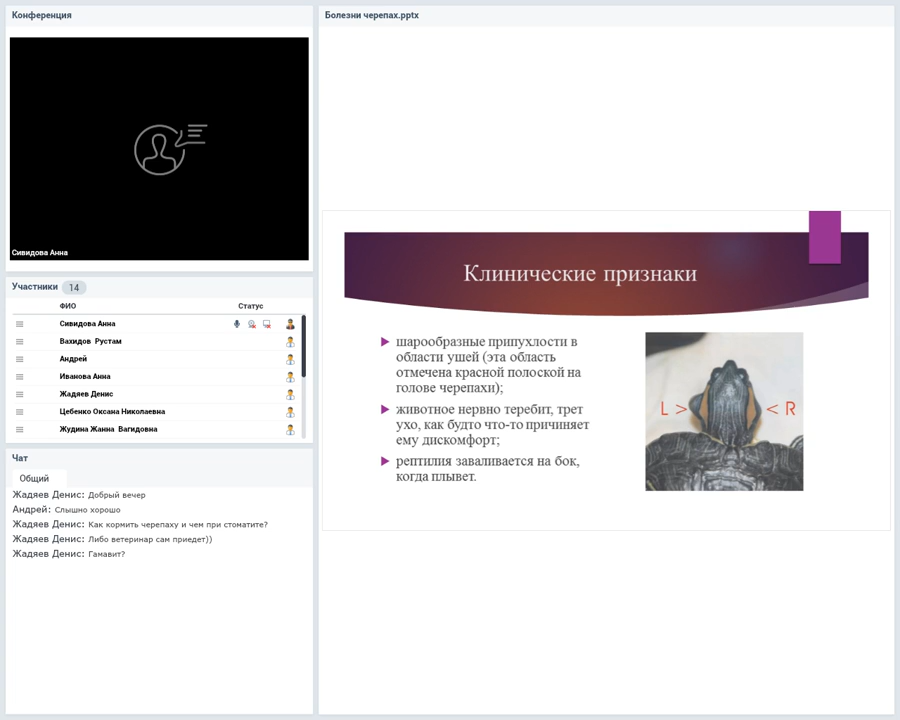 Конференция
Сивидова Анна
Участники 14
ФИО Статус
Сивидова Анна
Вахидов Рустам
Андрей
Иванова Анна
Жадяев Денис
Цебенко Оксана Николаевна
Жудина Жанна Вагидовна
Чат
Общий
Жадяев Денис: Добрый вечер
Андрей: Слышно хорошо
Жадяев Денис: Как кормить черепаху и чем при стоматите?
Жадяев Денис: Либо ветеринар сам приедет))
Жадяев Денис: Гамавит?
Болезни черепах.pptx
Клинические признаки
шарообразные припухлости в
области ушей (эта область
отмечена красной полоской на
голове черепахи);
животное нервно теребит, трет
ухо, как будто что-то причиняет
ему дискомфорт;
рептилия заваливается на бок,
когда плывет.
L > < R